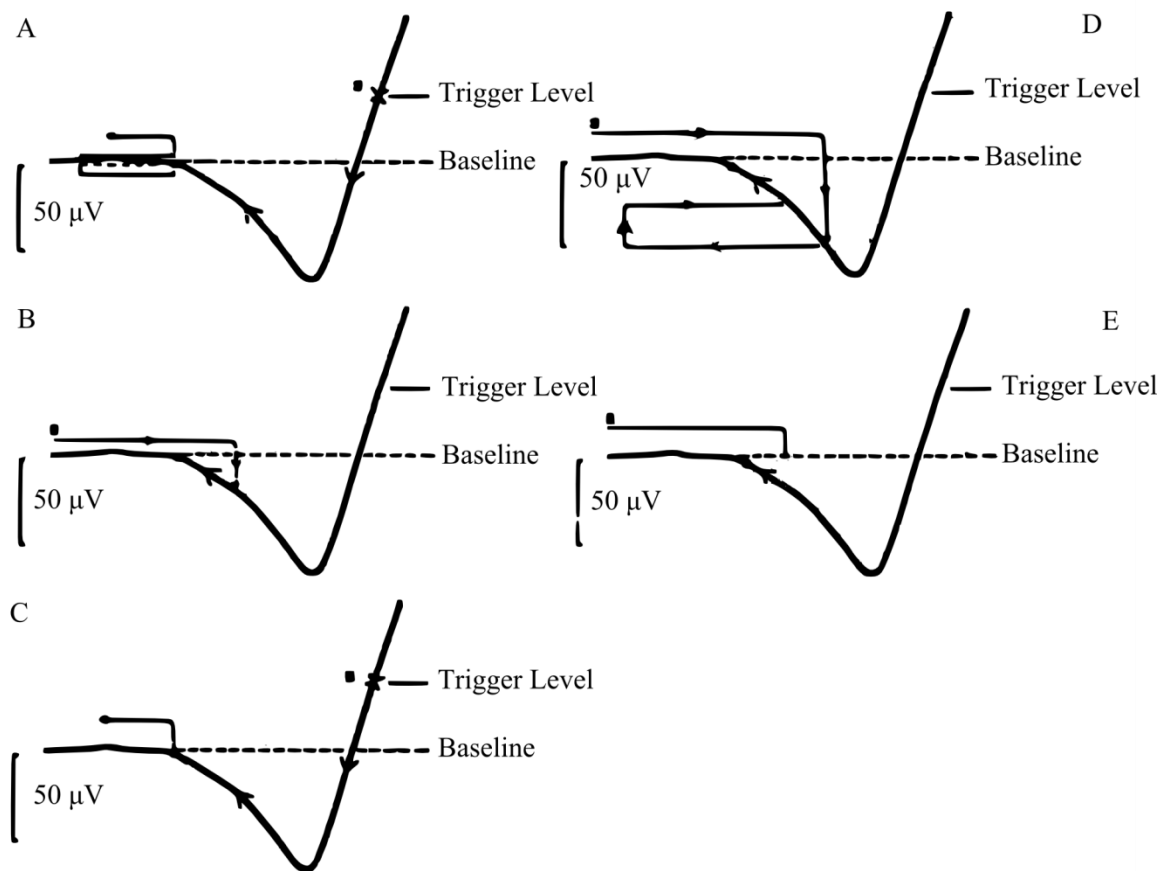 A
Trigger Level
Baseline
50 μV
B
Trigger Level
Baseline
50 μV
C
Trigger Level
Baseline
50 μV
D
Trigger Level
Baseline
50 μV
E
Trigger Level
Baseline
50 μV